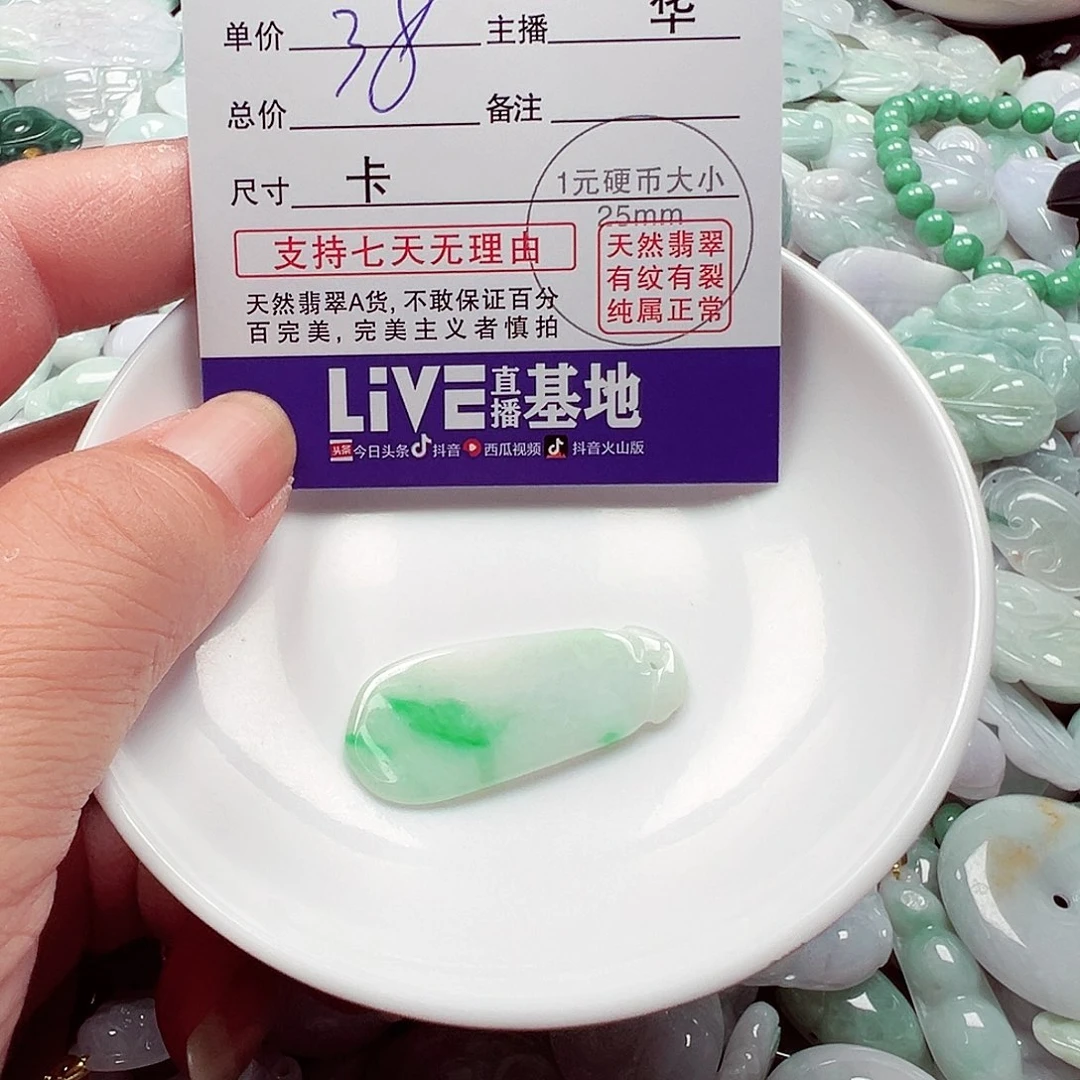 单价 38 主播 华
总价 备注
尺寸 卡 1元硬币大小
25mm
支持七天无理由
天然翡翠
有纹有裂
纯属正常
天然翡翠A货,不敢保证百分
百完美,完美主义者慎拍
LiVE直播基地
头条 今日头条 抖音 西瓜视频 抖音火山版